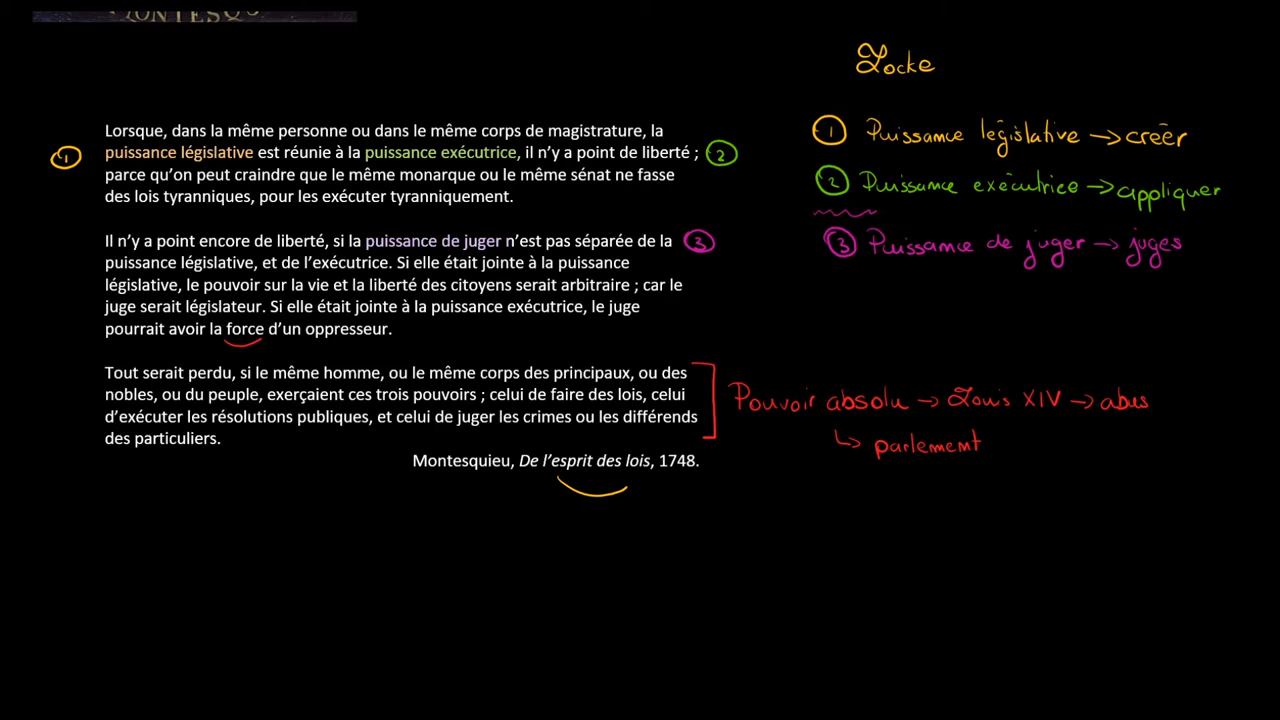 Locke
Lorsque, dans la même personne ou dans le même corps de magistrature, la
puissance législative est réunie à la puissance exécutrice, il n'y a point de liberté ;
parce qu'on peut craindre que le même monarque ou le même sénat ne fasse
des lois tyranniques, pour les exécuter tyranniquement.
1
2
Il n'y a point encore de liberté, si la puissance de juger n'est pas séparée de la
puissance législative, et de l'exécutrice. Si elle était jointe à la puissance
législative, le pouvoir sur la vie et la liberté des citoyens serait arbitraire ; car le
juge serait législateur. Si elle était jointe à la puissance exécutrice, le juge
pourrait avoir la force d'un oppresseur.
3
Tout serait perdu, si le même homme, ou le même corps des principaux, ou des
nobles, ou du peuple, exerçaient ces trois pouvoirs ; celui de faire des lois, celui
d'exécuter les résolutions publiques, et celui de juger les crimes ou les différends
des particuliers.
Montesquieu, De l'esprit des lois, 1748.
1 Puissance législative → créer
2 Puissance exécutrice → appliquer
3 Puissance de juger → juges
Pouvoir absolu → Louis XIV → abus
↳ parlement